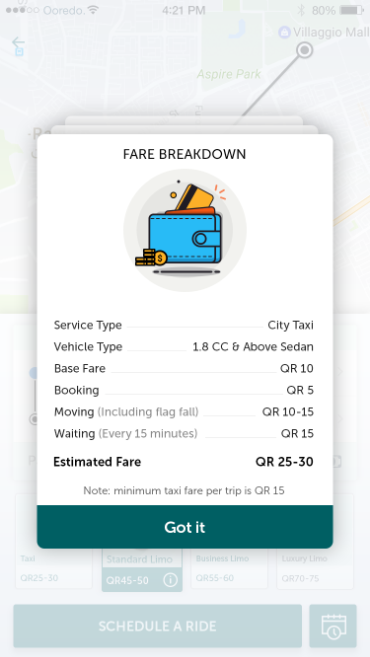 Ooredo
4:21 PM
80%
Villaggio Mall
Aspire Park
FARE BREAKDOWN
Service Type City Taxi
Vehicle Type 1.8 CC & Above Sedan
Base Fare QR 10
Booking QR 5
Moving (Including flag fall) QR 10-15
Waiting (Every 15 minutes) QR 15
Estimated Fare QR 25-30
Note: minimum taxi fare per trip is QR 15
Got it
Taxi Standard Limo Business Limo Luxury Limo
QR25-30 QR45-50 QR55-60 QR70-75
SCHEDULE A RIDE